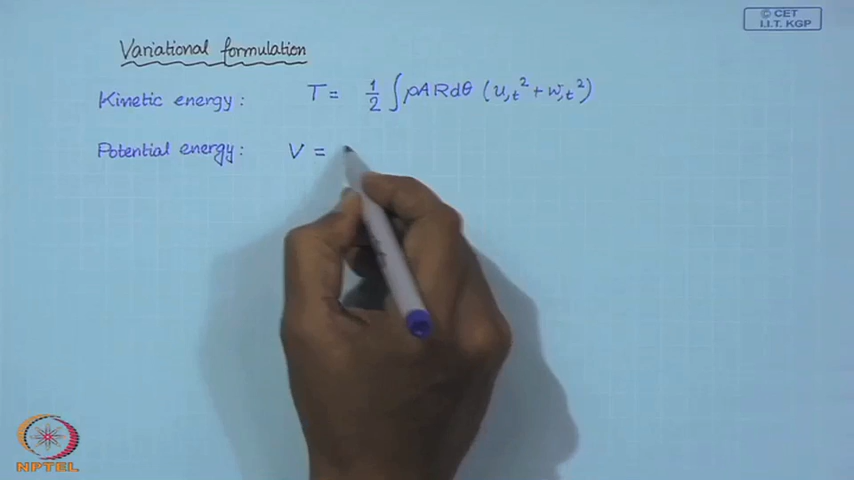 © CET
I.I.T. KGP
Variational formulation
Kinetic energy: T = 1/2 ∫ρARdθ (u,t² + w,t²)
Potential energy: V =
NPTEL